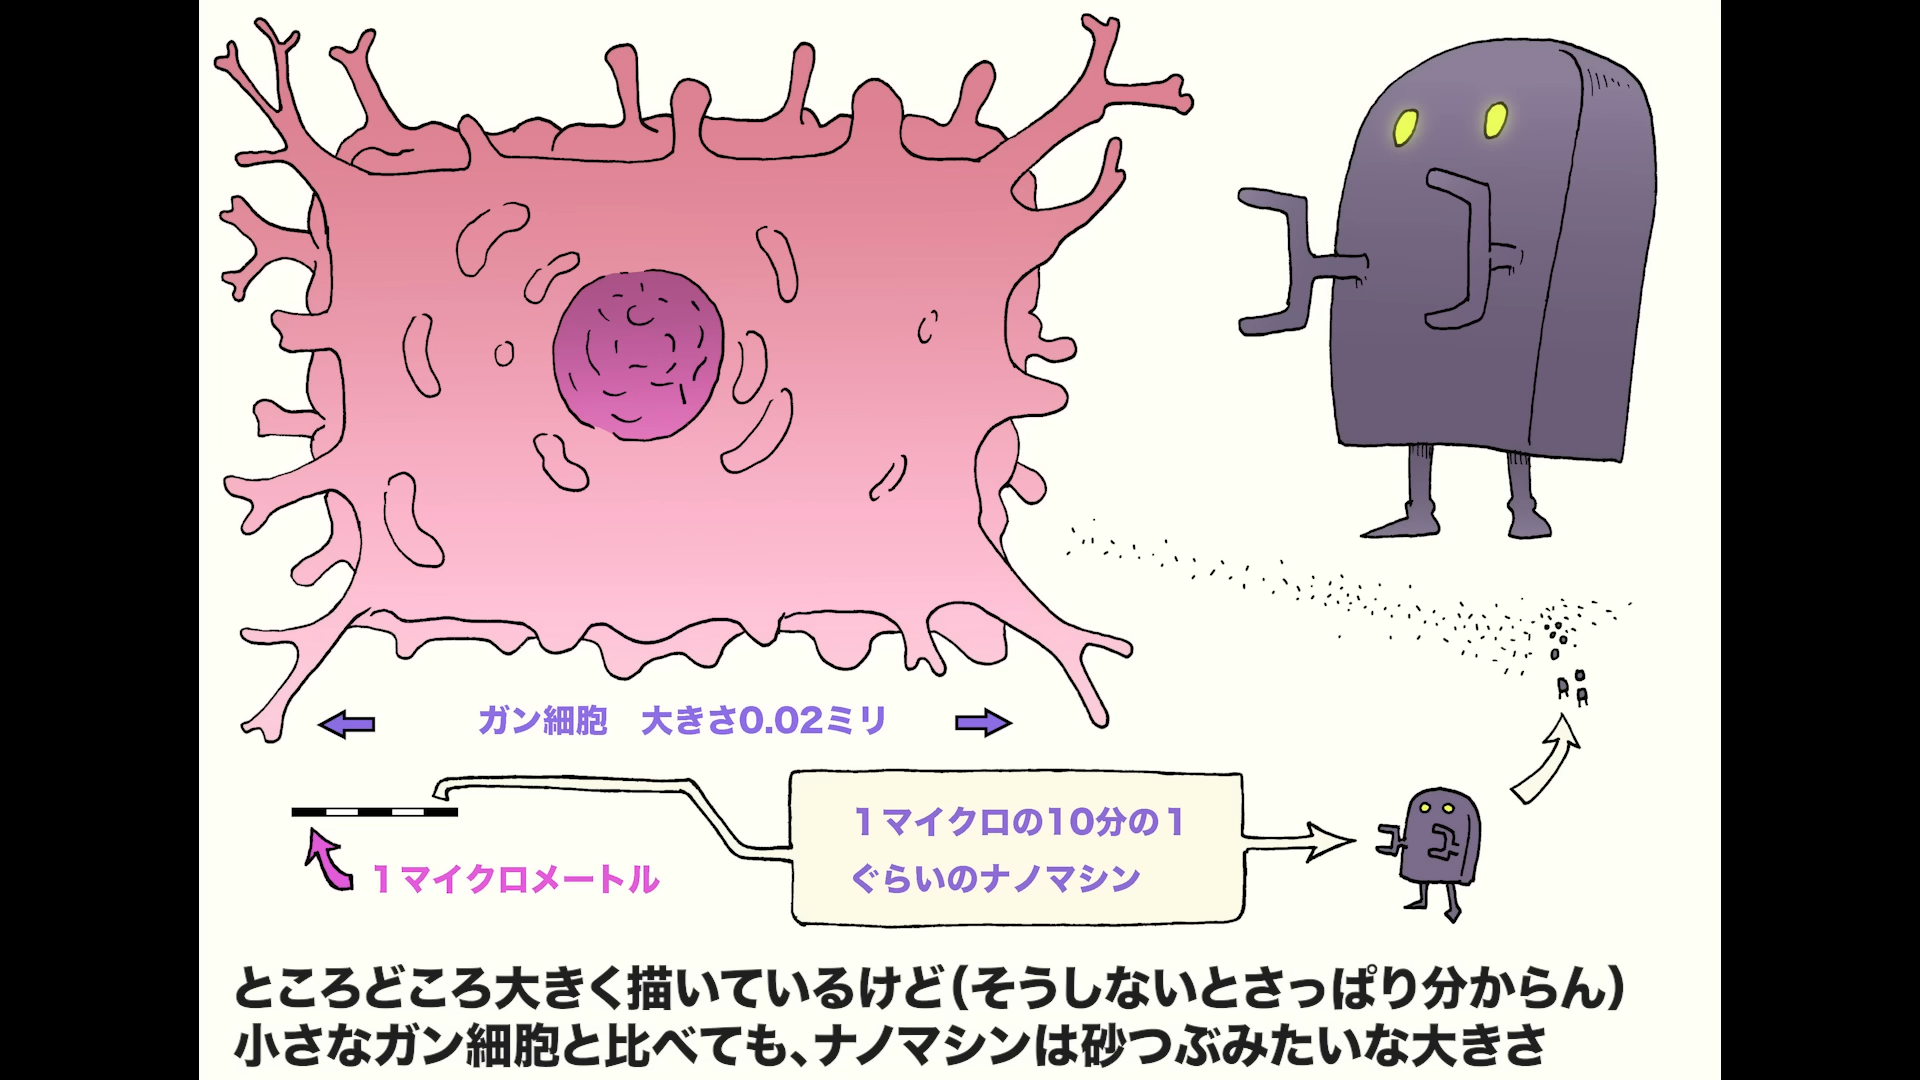 ガン細胞　大きさ0.02ミリ
１マイクロメートル
１マイクロの10分の１
ぐらいのナノマシン
ところどころ大きく描いているけど（そうしないとさっぱり分からん）
小さなガン細胞と比べても、ナノマシンは砂つぶみたいな大きさ